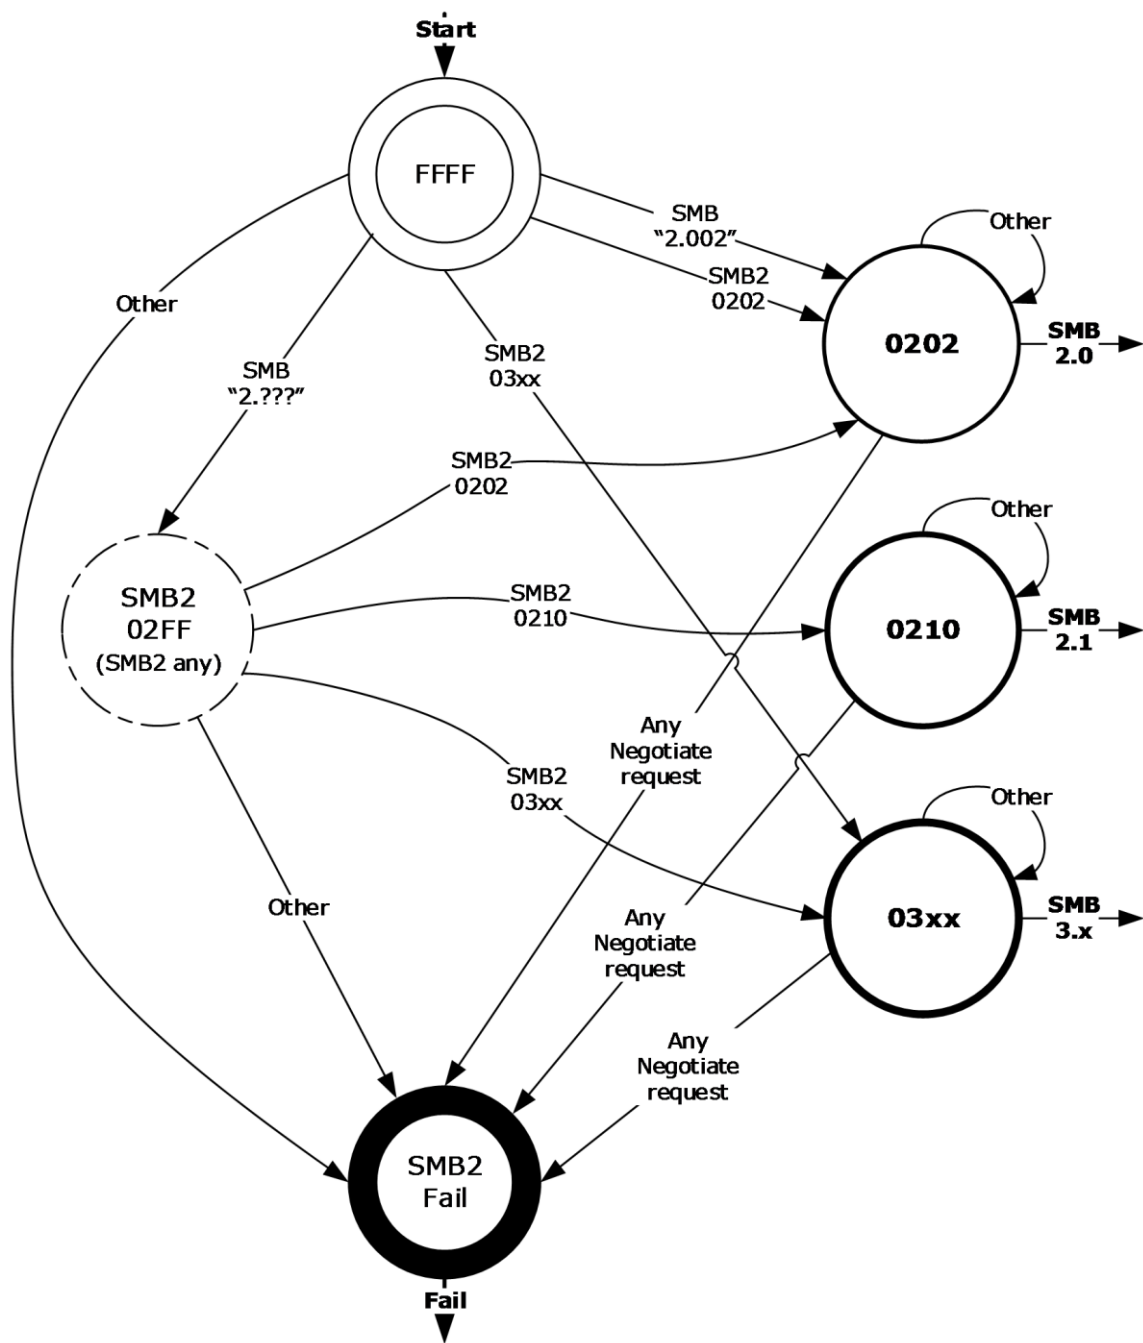 Start
FFFF
SMB
“2.002”
SMB2
0202
Other
Other
SMB2
03xx
SMB
“2.???”
0202
SMB
2.0
SMB2
0202
Other
SMB2
02FF
(SMB2 any)
SMB2
0210
0210
SMB
2.1
Any
Negotiate
request
SMB2
03xx
Other
Other
Any
Negotiate
request
03xx
SMB
3.x
Any
Negotiate
request
SMB2
Fail
Fail